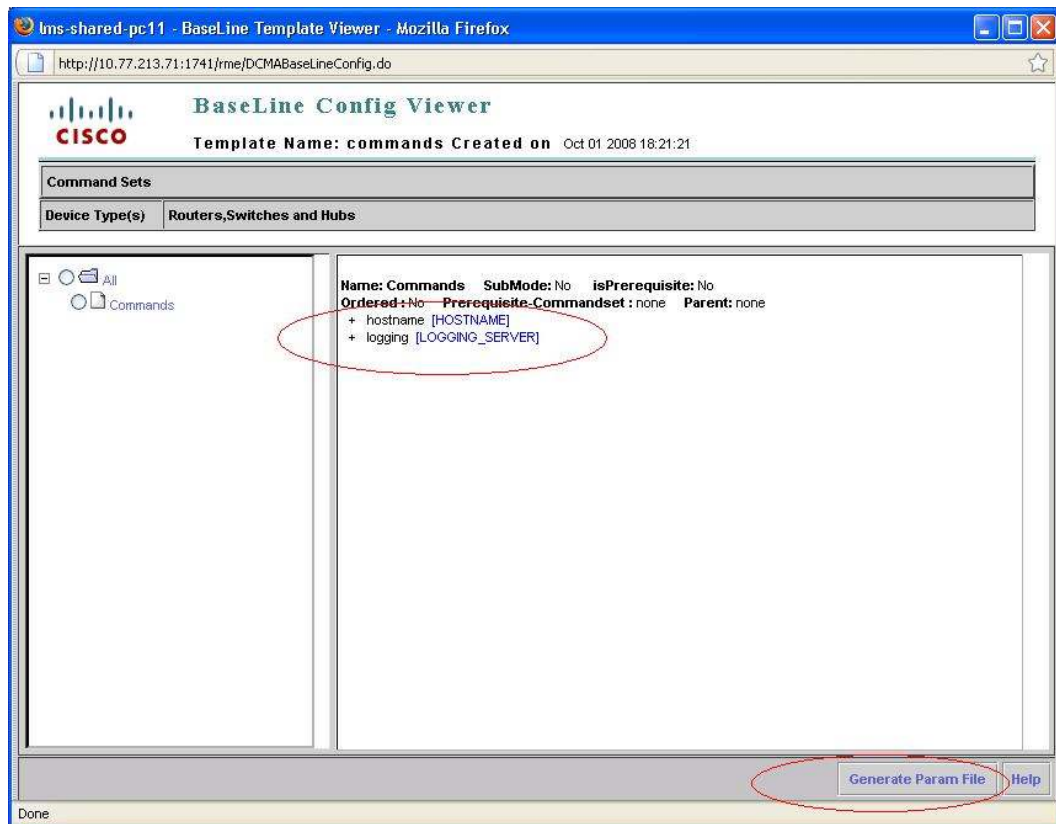 lms-shared-pc11 - BaseLine Template Viewer - Mozilla Firefox
http://10.77.213.71:1741/rme/DCMABaseLineConfig.do
CISCO
BaseLine Config Viewer
Template Name: commands Created on Oct 01 2008 18:21:21
Command Sets
Device Type(s) Routers,Switches and Hubs
All
Commands
Name: Commands SubMode: No isPrerequisite: No
Ordered : No Prerequisite-Commandset : none Parent: none
+ hostname [HOSTNAME]
+ logging [LOGGING_SERVER]
Generate Param File Help
Done